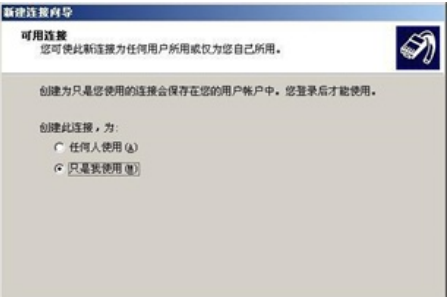 新建连接向导
可用连接
您可使此新连接为任何用户所用或仅为您自己所用。
创建为只是您使用的连接会保存在您的用户帐户中。您登录后才能使用。
创建此连接，为:
任何人使用(A)
只是我使用(M)